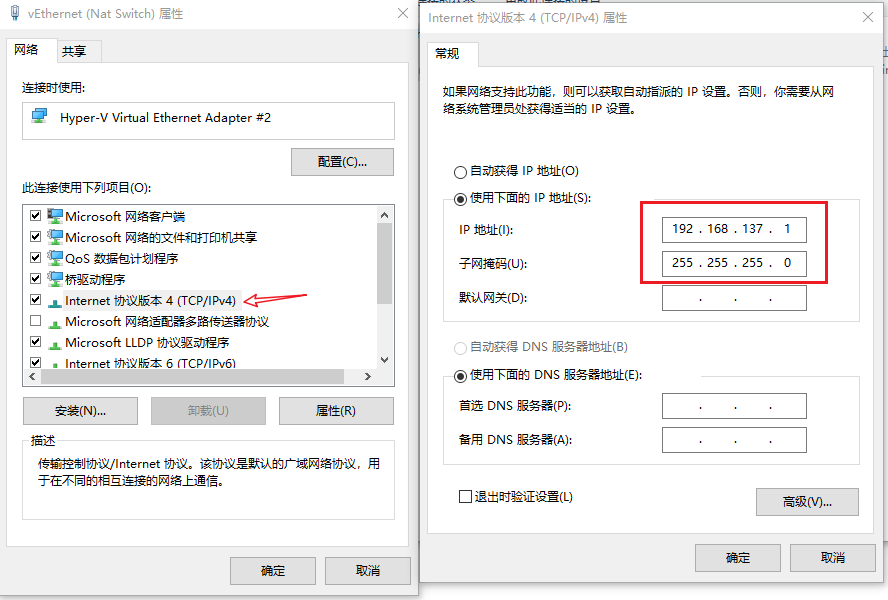 vEthernet (Nat Switch) 属性
网络
共享
连接时使用:
Hyper-V Virtual Ethernet Adapter #2
配置(C)...
此连接使用下列项目(O):
Microsoft 网络客户端
Microsoft 网络的文件和打印机共享
QoS 数据包计划程序
桥驱动程序
Internet 协议版本 4 (TCP/IPv4)
Microsoft 网络适配器多路传送器协议
Microsoft LLDP 协议驱动程序
Internet 协议版本 6 (TCP/IPv6)
安装(N)...
卸载(U)
属性(R)
描述
传输控制协议/Internet 协议。该协议是默认的广域网络协议，用
于在不同的相互连接的网络上通信。
确定
取消
Internet 协议版本 4 (TCP/IPv4) 属性
常规
如果网络支持此功能，则可以获取自动指派的 IP 设置。否则，你需要从网
络系统管理员处获得适当的 IP 设置。
自动获得 IP 地址(O)
使用下面的 IP 地址(S):
IP 地址(I):
192 . 168 . 137 . 1
子网掩码(U):
255 . 255 . 255 . 0
默认网关(D):
. . .
自动获得 DNS 服务器地址(B)
使用下面的 DNS 服务器地址(E):
首选 DNS 服务器(P):
. . .
备用 DNS 服务器(A):
. . .
退出时验证设置(L)
高级(V)...
确定
取消